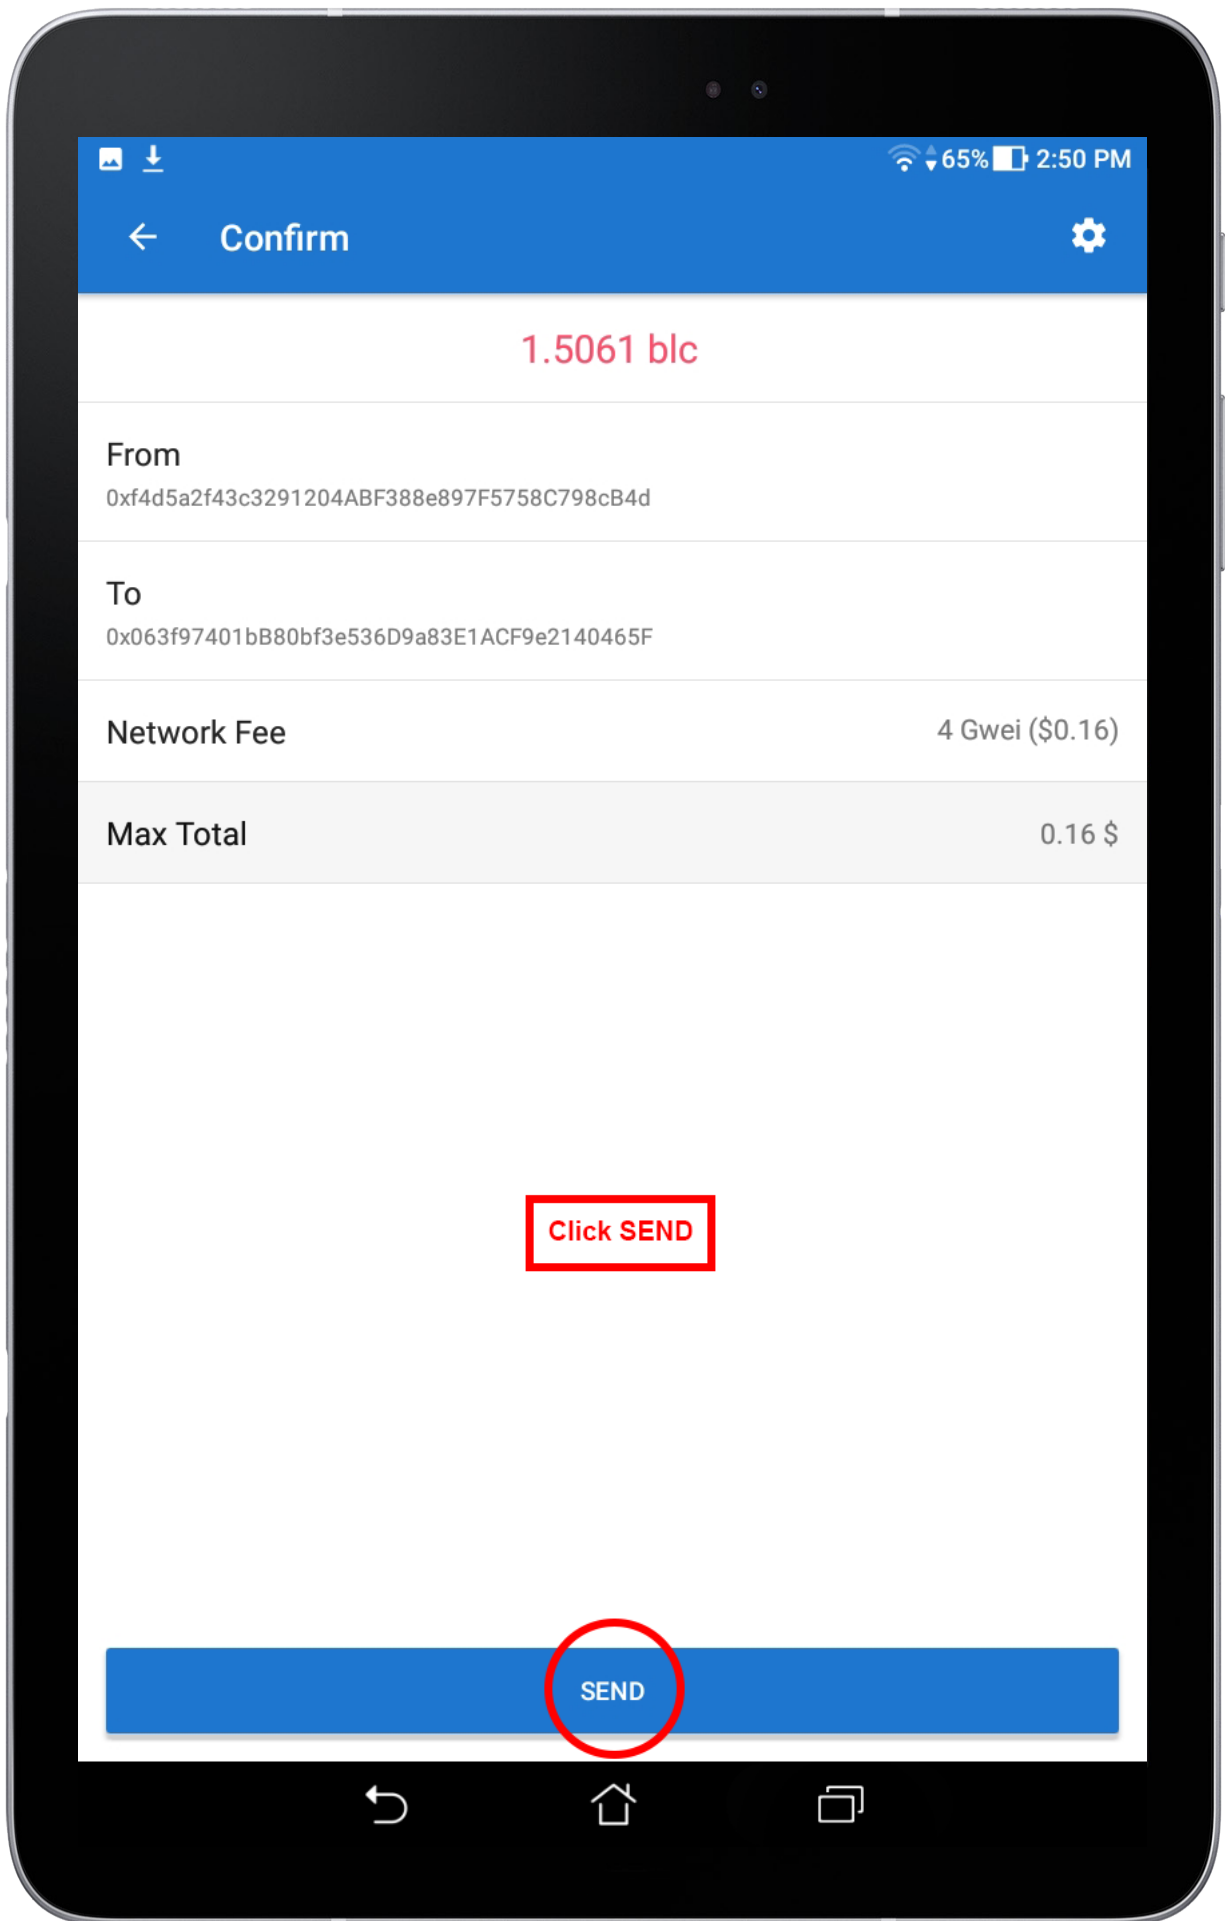 65% 2:50 PM
Confirm
1.5061 blc
From
0xf4d5a2f43c3291204ABF388e897F5758C798cB4d
To
0x063f97401bB80bf3e536D9a83E1ACF9e2140465F
Network Fee 4 Gwei ($0.16)
Max Total 0.16 $
Click SEND
SEND